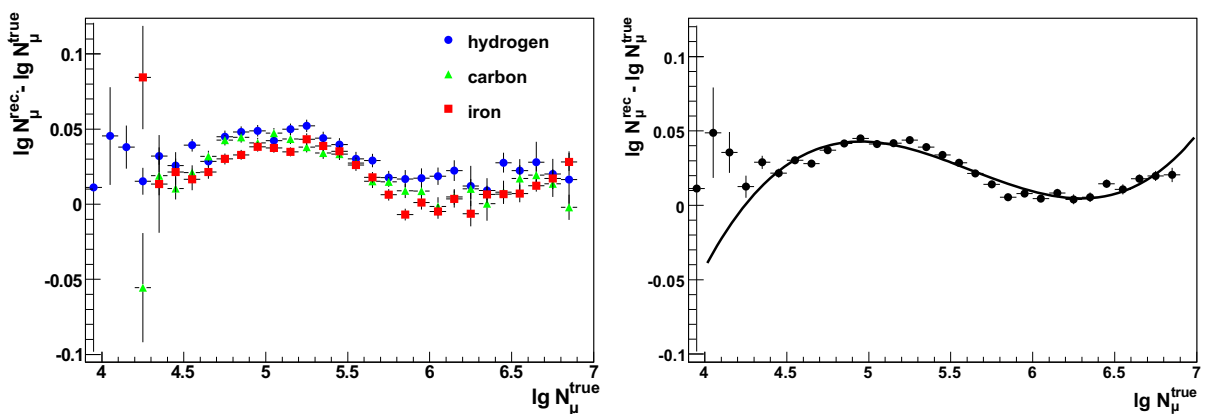 lg N_μ^rec. - lg N_μ^true
0.1
0.05
0
-0.05
-0.1
hydrogen
carbon
iron
4 4.5 5 5.5 6 6.5 7
lg N_μ^true
lg N_μ^rec - lg N_μ^true
0.1
0.05
0
-0.05
-0.1
4 4.5 5 5.5 6 6.5 7
lg N_μ^true